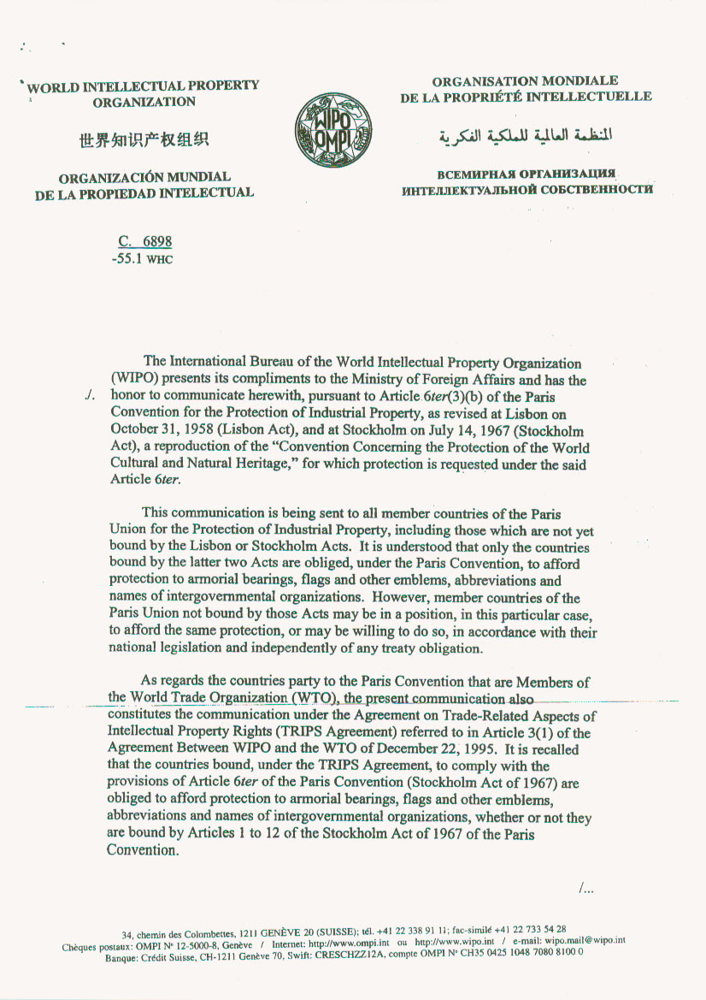 WORLD INTELLECTUAL PROPERTY
ORGANIZATION
世界知识产权组织
ORGANIZACIÓN MUNDIAL
DE LA PROPIEDAD INTELECTUAL
WIPO
OMPI
ORGANISATION MONDIALE
DE LA PROPRIÉTÉ INTELLECTUELLE
المنظمة العالمية للملكية الفكرية
ВСЕМИРНАЯ ОРГАНИЗАЦИЯ
ИНТЕЛЛЕКТУАЛЬНОЙ СОБСТВЕННОСТИ
C. 6898
-55.1 WHC
The International Bureau of the World Intellectual Property Organization
(WIPO) presents its compliments to the Ministry of Foreign Affairs and has the
./. honor to communicate herewith, pursuant to Article 6ter(3)(b) of the Paris
Convention for the Protection of Industrial Property, as revised at Lisbon on
October 31, 1958 (Lisbon Act), and at Stockholm on July 14, 1967 (Stockholm
Act), a reproduction of the “Convention Concerning the Protection of the World
Cultural and Natural Heritage,” for which protection is requested under the said
Article 6ter.
This communication is being sent to all member countries of the Paris
Union for the Protection of Industrial Property, including those which are not yet
bound by the Lisbon or Stockholm Acts. It is understood that only the countries
bound by the latter two Acts are obliged, under the Paris Convention, to afford
protection to armorial bearings, flags and other emblems, abbreviations and
names of intergovernmental organizations. However, member countries of the
Paris Union not bound by those Acts may be in a position, in this particular case,
to afford the same protection, or may be willing to do so, in accordance with their
national legislation and independently of any treaty obligation.
As regards the countries party to the Paris Convention that are Members of
the World Trade Organization (WTO), the present communication also
constitutes the communication under the Agreement on Trade-Related Aspects of
Intellectual Property Rights (TRIPS Agreement) referred to in Article 3(1) of the
Agreement Between WIPO and the WTO of December 22, 1995. It is recalled
that the countries bound, under the TRIPS Agreement, to comply with the
provisions of Article 6ter of the Paris Convention (Stockholm Act of 1967) are
obliged to afford protection to armorial bearings, flags and other emblems,
abbreviations and names of intergovernmental organizations, whether or not they
are bound by Articles 1 to 12 of the Stockholm Act of 1967 of the Paris
Convention.
/...
34, chemin des Colombettes, 1211 GENÈVE 20 (SUISSE); tél. +41 22 338 91 11; fac-similé +41 22 733 54 28
Chèques postaux: OMPI Nº 12-5000-8, Genève / Internet: http://www.ompi.int ou http://www.wipo.int / e-mail: wipo.mail@wipo.int
Banque: Crédit Suisse, CH-1211 Genève 70, Swift: CRESCHZZ12A, compte OMPI Nº CH35 0425 1048 7080 8100 0